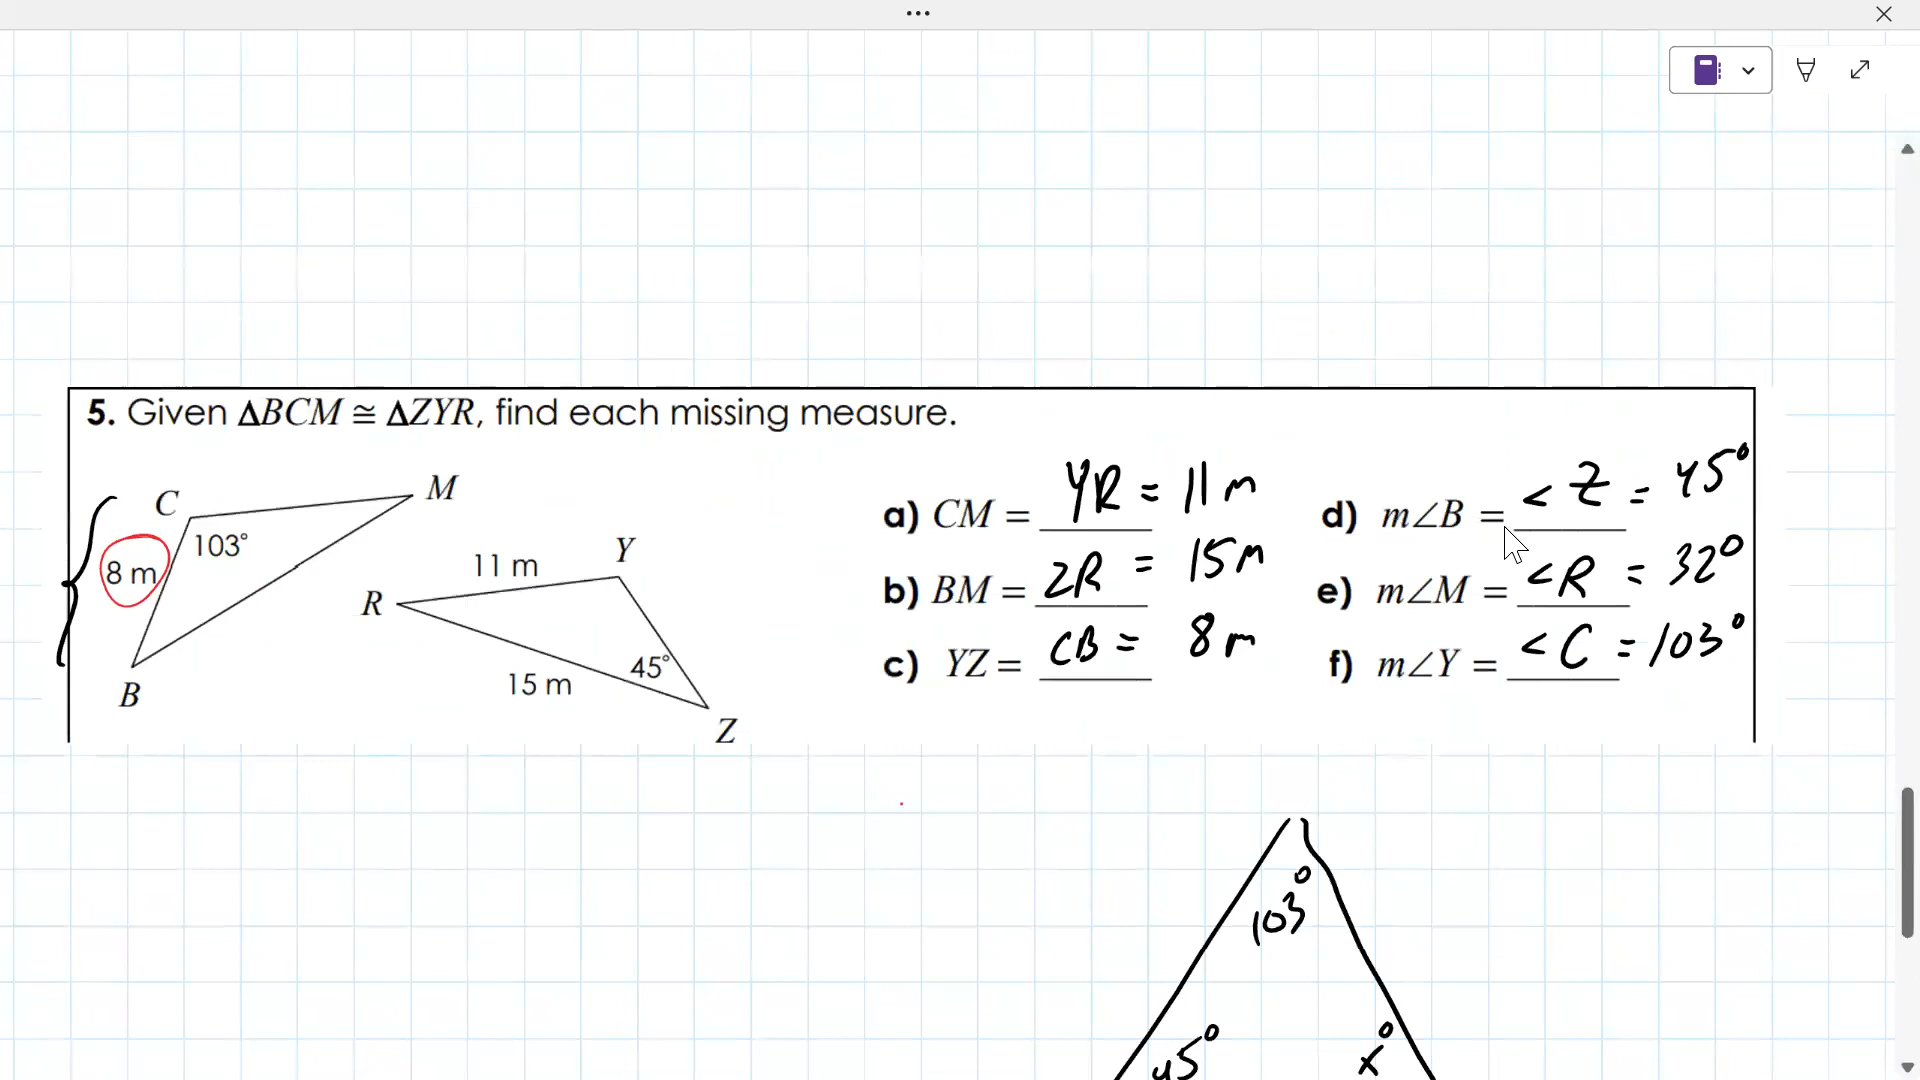 5. Given ΔBCM ≅ ΔZYR, find each missing measure.
C
M
8 m
103°
B
11 m
Y
R
45°
15 m
Z
a) CM = YR = 11 m
b) BM = ZR = 15 m
c) YZ = CB = 8 m
d) m∠B = < Z = 45°
e) m∠M = < R = 32°
f) m∠Y = < C = 103°
103°
45°
x°